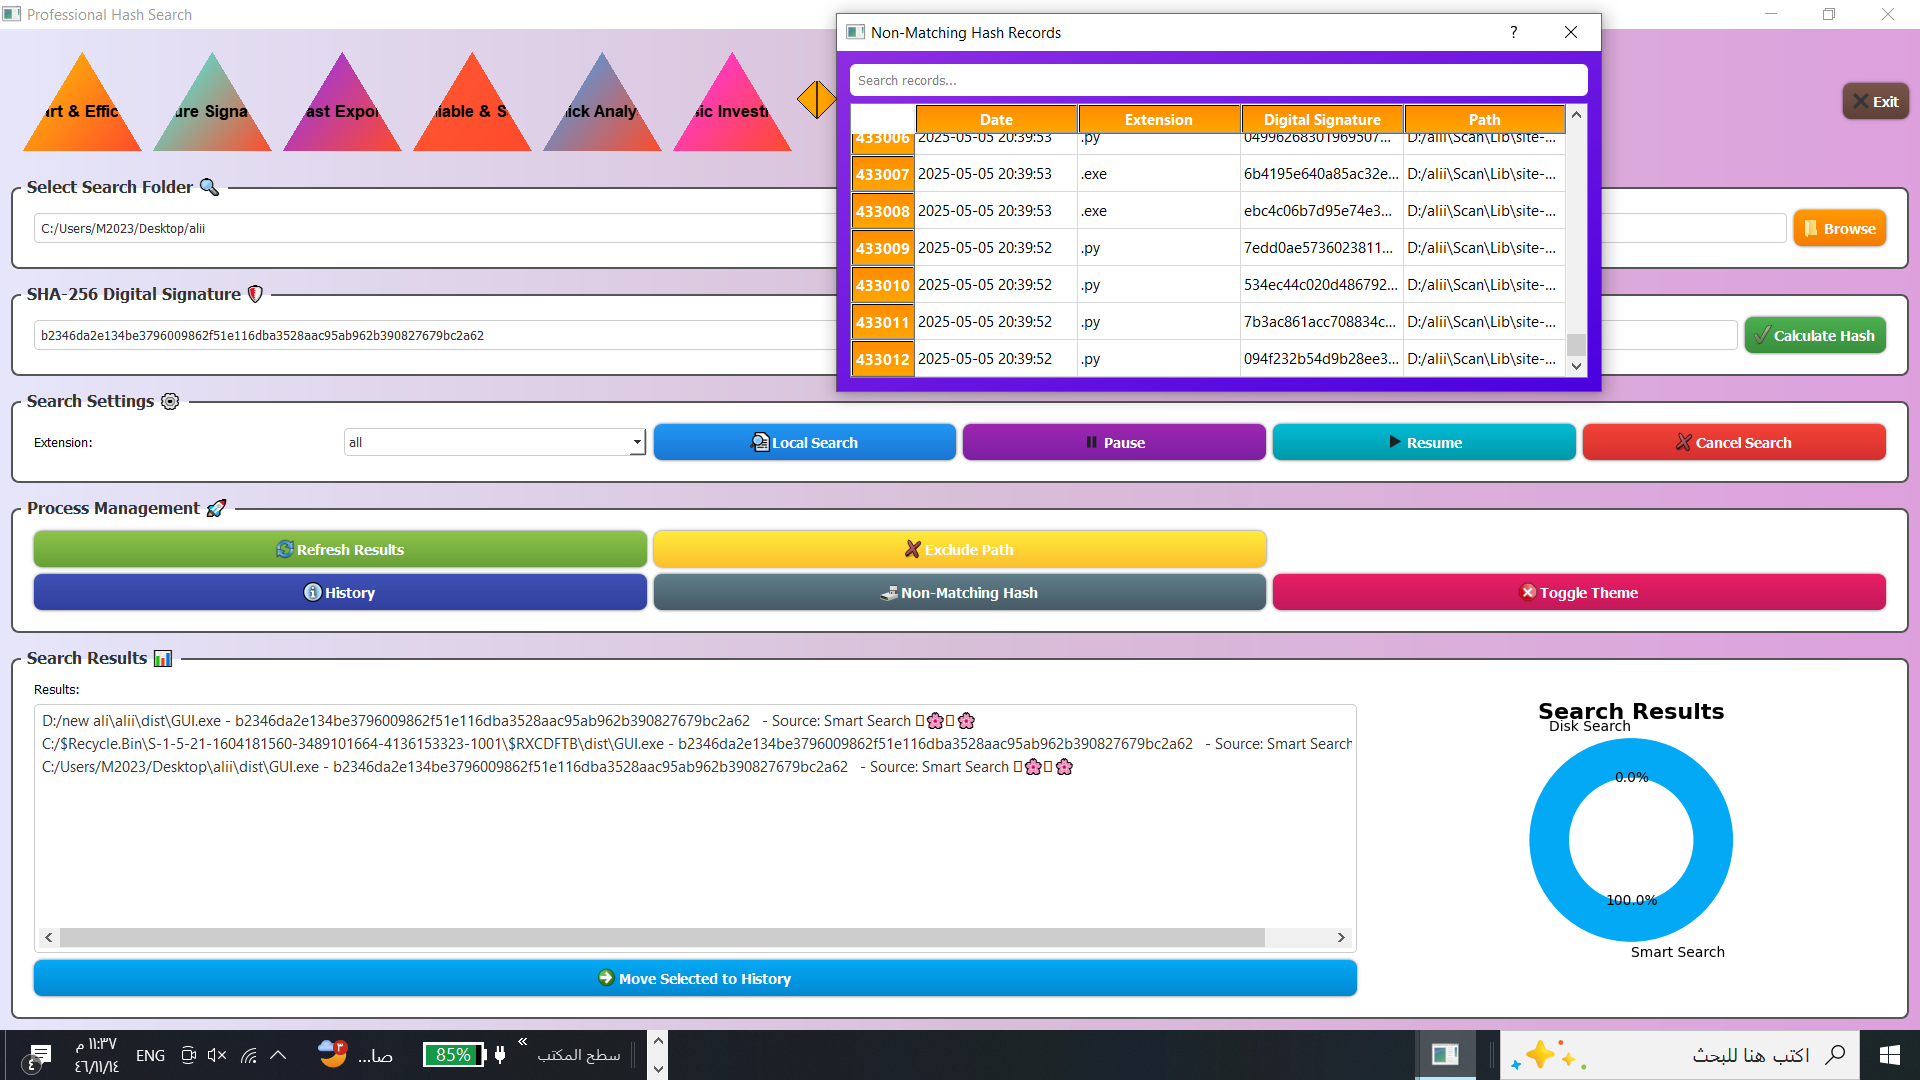 Professional Hash Search
Non-Matching Hash Records
?
Search records...
Date Extension Digital Signature Path
433006 2025-05-05 20:39:53 .py 04996268301969507... D:/alii\Scan\Lib\site-...
433007 2025-05-05 20:39:53 .exe 6b4195e640a85ac32e... D:/alii\Scan\Lib\site-...
433008 2025-05-05 20:39:53 .exe ebc4c06b7d95e74e3... D:/alii\Scan\Lib\site-...
433009 2025-05-05 20:39:52 .py 7edd0ae5736023811... D:/alii\Scan\Lib\site-...
433010 2025-05-05 20:39:52 .py 534ec44c020d486792... D:/alii\Scan\Lib\site-...
433011 2025-05-05 20:39:52 .py 7b3ac861acc708834c... D:/alii\Scan\Lib\site-...
433012 2025-05-05 20:39:52 .py 094f232b54d9b28ee3... D:/alii\Scan\Lib\site-...
rt & Effic ure Signa ast Expor iable & S ick Analy ic Investi
Exit
Select Search Folder
C:/Users/M2023/Desktop/alii
Browse
SHA-256 Digital Signature
b2346da2e134be3796009862f51e116dba3528aac95ab962b390827679bc2a62
Calculate Hash
Search Settings
Extension: all Local Search Pause Resume Cancel Search
Process Management
Refresh Results Exclude Path
History Non-Matching Hash Toggle Theme
Search Results
Results:
D:/new ali\alii\dist\GUI.exe - b2346da2e134be3796009862f51e116dba3528aac95ab962b390827679bc2a62 - Source: Smart Search
C:/$Recycle.Bin\S-1-5-21-1604181560-3489101664-4136153323-1001\$RXCDFTB\dist\GUI.exe - b2346da2e134be3796009862f51e116dba3528aac95ab962b390827679bc2a62 - Source: Smart Search
C:/Users/M2023/Desktop\alii\dist\GUI.exe - b2346da2e134be3796009862f51e116dba3528aac95ab962b390827679bc2a62 - Source: Smart Search
Move Selected to History
Search Results
Disk Search
0.0%
100.0%
Smart Search
اكتب هنا للبحث
سطح المكتب
85%
صا...
٣
ENG
١١:٣٧ م
٤٦/١١/١٤
٤